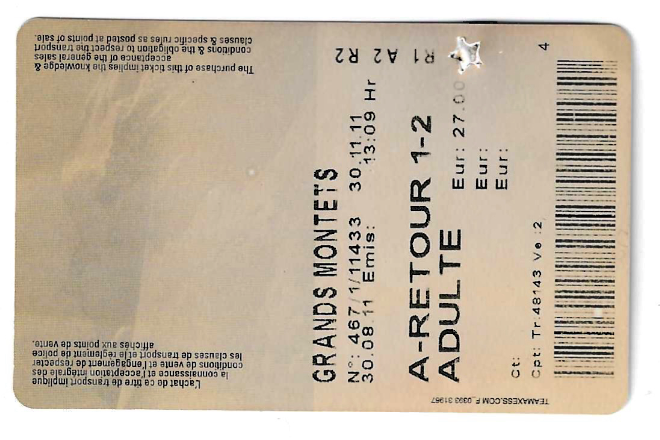 The purchase of this ticket implies the knowledge &
acceptance of the general sales
conditions & the obligation to respect the transport
clauses & specific rules as posted at points of sale.
L'achat de ce titre de transport implique
la connaissance et l'acceptation intégrale des
conditions de vente et l'engagement de respecter
les clauses de transport et le règlement de police
affichés aux points de vente.
R1 A2 R2
GRANDS MONTETS
N°: 467/1/11433 30.11.11
30.08.11 Emis: 13:09 Hr
A-RETOUR 1-2
ADULTE
Eur: 27.00
Eur:
Eur:
Ct:
Cpt: Tr:48143 Ve:2
4
TEAMAXESS.COM F_0393 31967